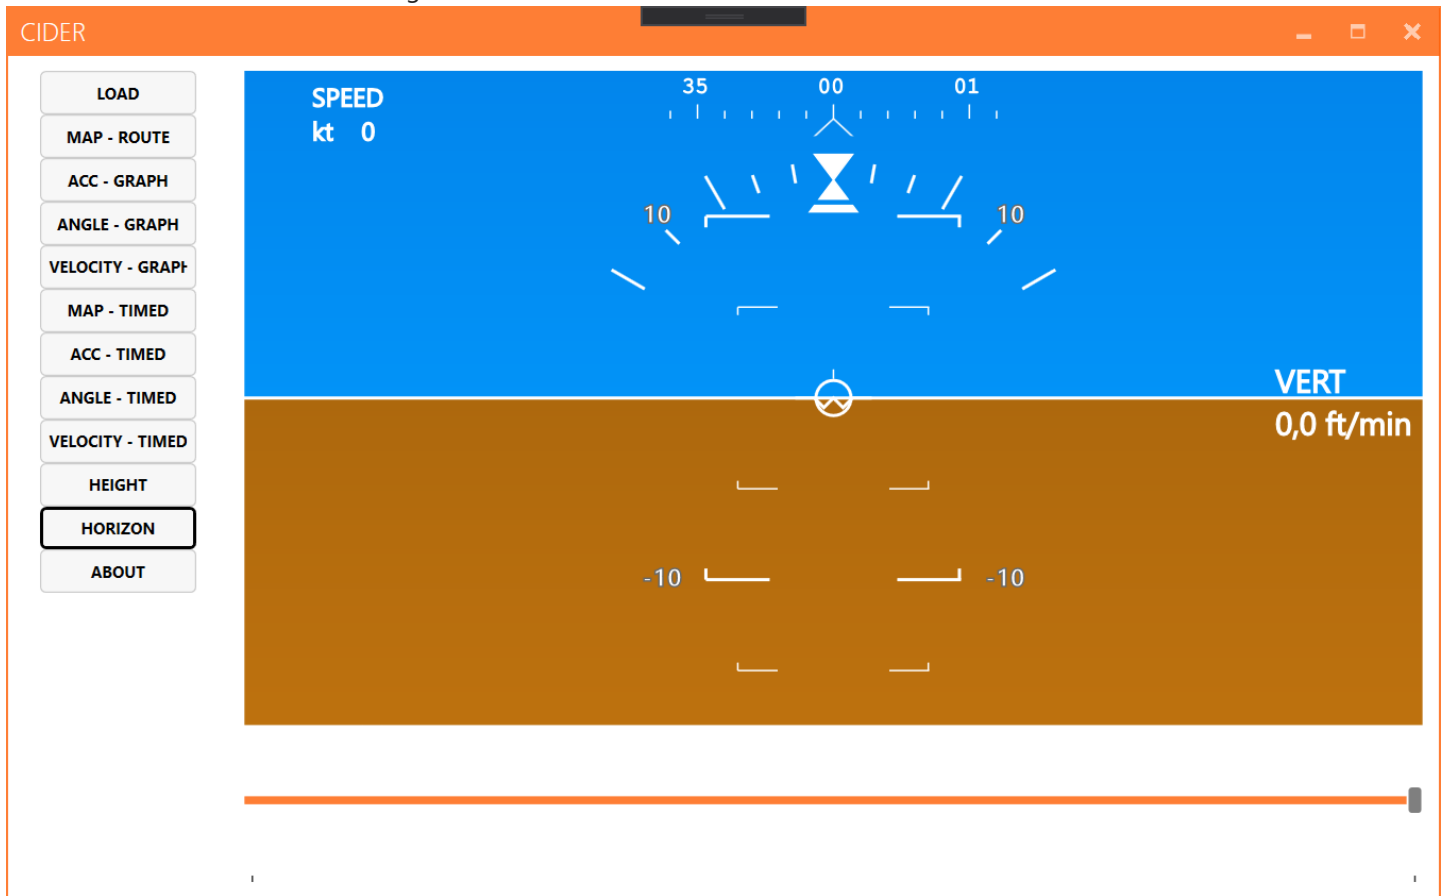 CIDER
LOAD
MAP - ROUTE
ACC - GRAPH
ANGLE - GRAPH
VELOCITY - GRAPH
MAP - TIMED
ACC - TIMED
ANGLE - TIMED
VELOCITY - TIMED
HEIGHT
HORIZON
ABOUT
SPEED
kt 0
35 00 01
10 10
VERT
0,0 ft/min
-10 -10